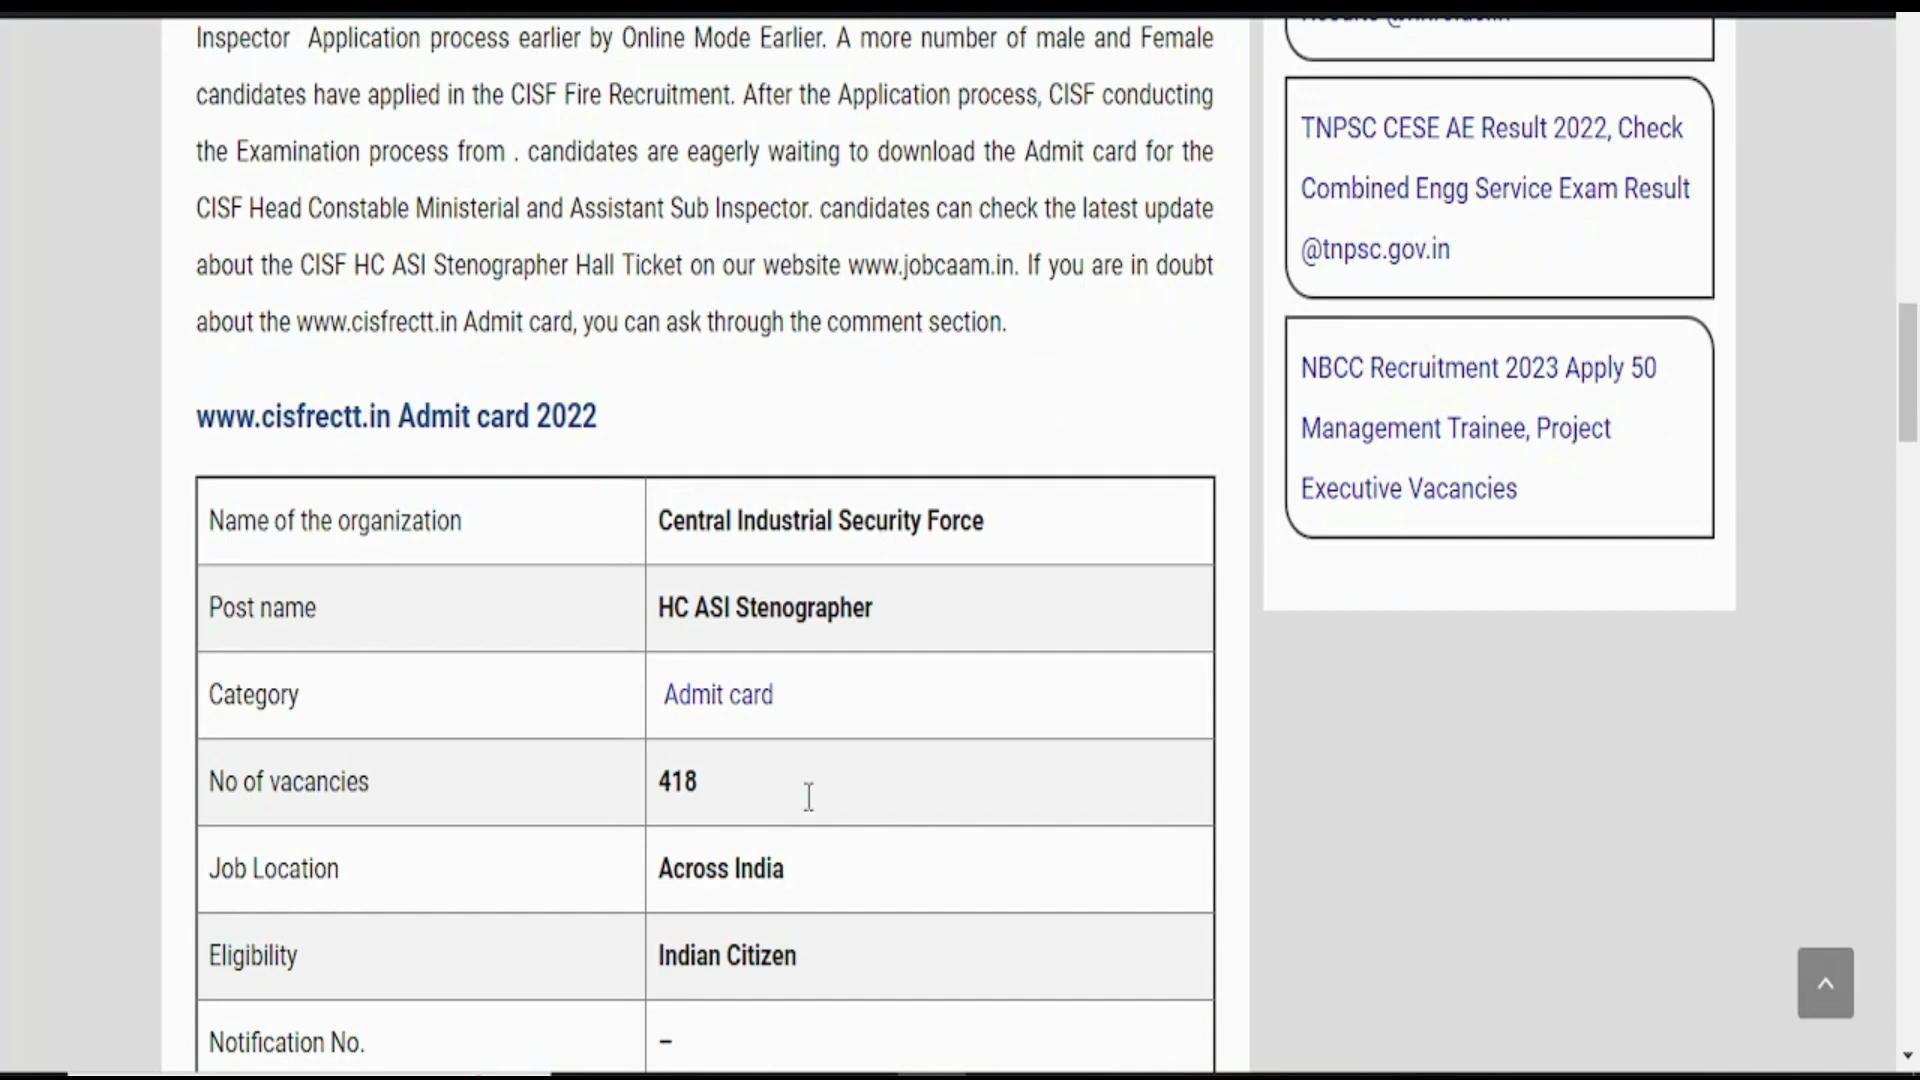 Inspector Application process earlier by Online Mode Earlier. A more number of male and Female
candidates have applied in the CISF Fire Recruitment. After the Application process, CISF conducting
the Examination process from . candidates are eagerly waiting to download the Admit card for the
CISF Head Constable Ministerial and Assistant Sub Inspector. candidates can check the latest update
about the CISF HC ASI Stenographer Hall Ticket on our website www.jobcaam.in. If you are in doubt
about the www.cisfrectt.in Admit card, you can ask through the comment section.
www.cisfrectt.in Admit card 2022
Name of the organization Central Industrial Security Force
Post name HC ASI Stenographer
Category Admit card
No of vacancies 418
Job Location Across India
Eligibility Indian Citizen
Notification No. –
TNPSC CESE AE Result 2022, Check
Combined Engg Service Exam Result
@tnpsc.gov.in
NBCC Recruitment 2023 Apply 50
Management Trainee, Project
Executive Vacancies